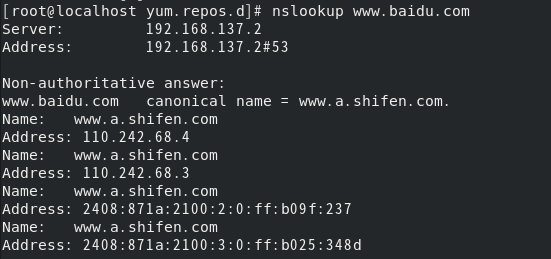 [root@localhost yum.repos.d]# nslookup www.baidu.com
Server:         192.168.137.2
Address:        192.168.137.2#53

Non-authoritative answer:
www.baidu.com   canonical name = www.a.shifen.com.
Name:   www.a.shifen.com
Address: 110.242.68.4
Name:   www.a.shifen.com
Address: 110.242.68.3
Name:   www.a.shifen.com
Address: 2408:871a:2100:2:0:ff:b09f:237
Name:   www.a.shifen.com
Address: 2408:871a:2100:3:0:ff:b025:348d